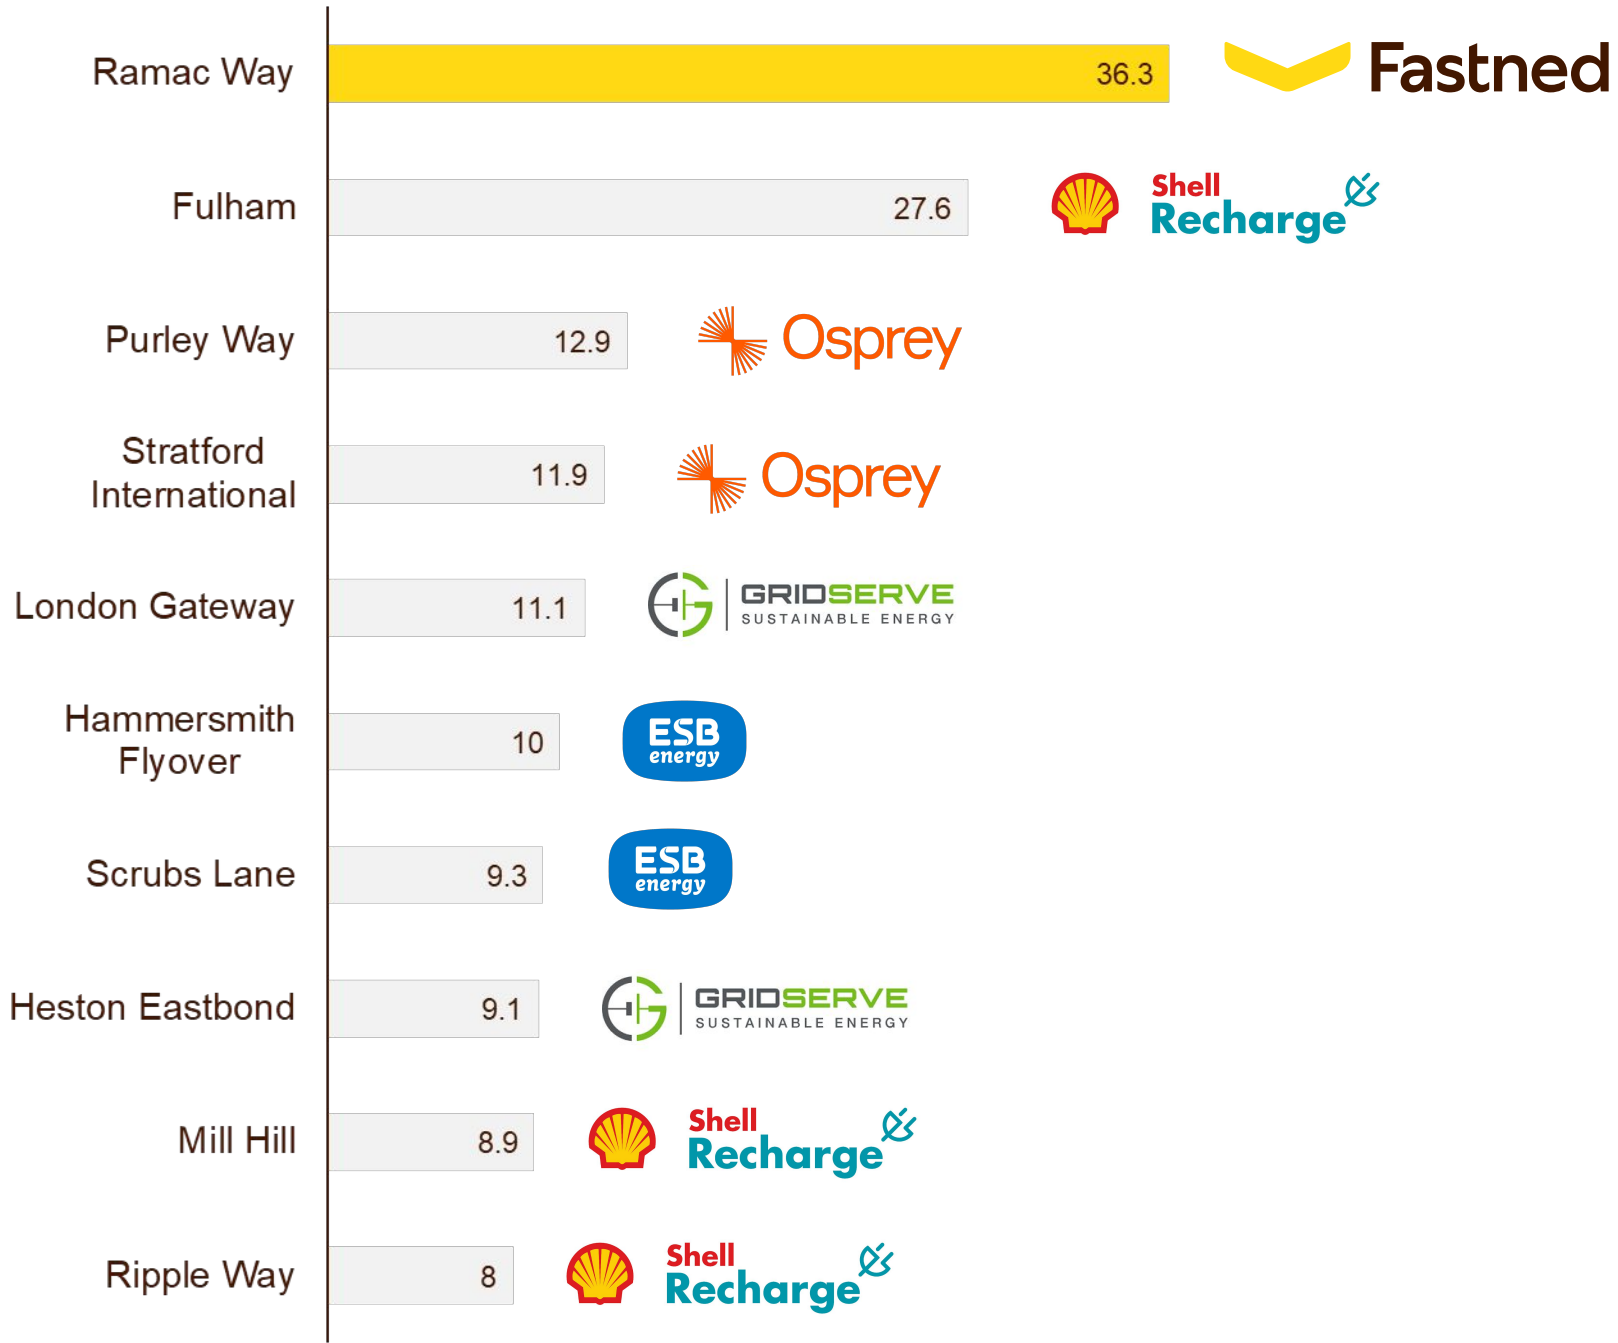 Ramac Way
36.3
Fastned
Fulham
27.6
Shell
Recharge
Purley Way
12.9
Osprey
Stratford
International
11.9
Osprey
London Gateway
11.1
GRIDSERVE
SUSTAINABLE ENERGY
Hammersmith
Flyover
10
ESB
energy
Scrubs Lane
9.3
ESB
energy
Heston Eastbond
9.1
GRIDSERVE
SUSTAINABLE ENERGY
Mill Hill
8.9
Shell
Recharge
Ripple Way
8
Shell
Recharge